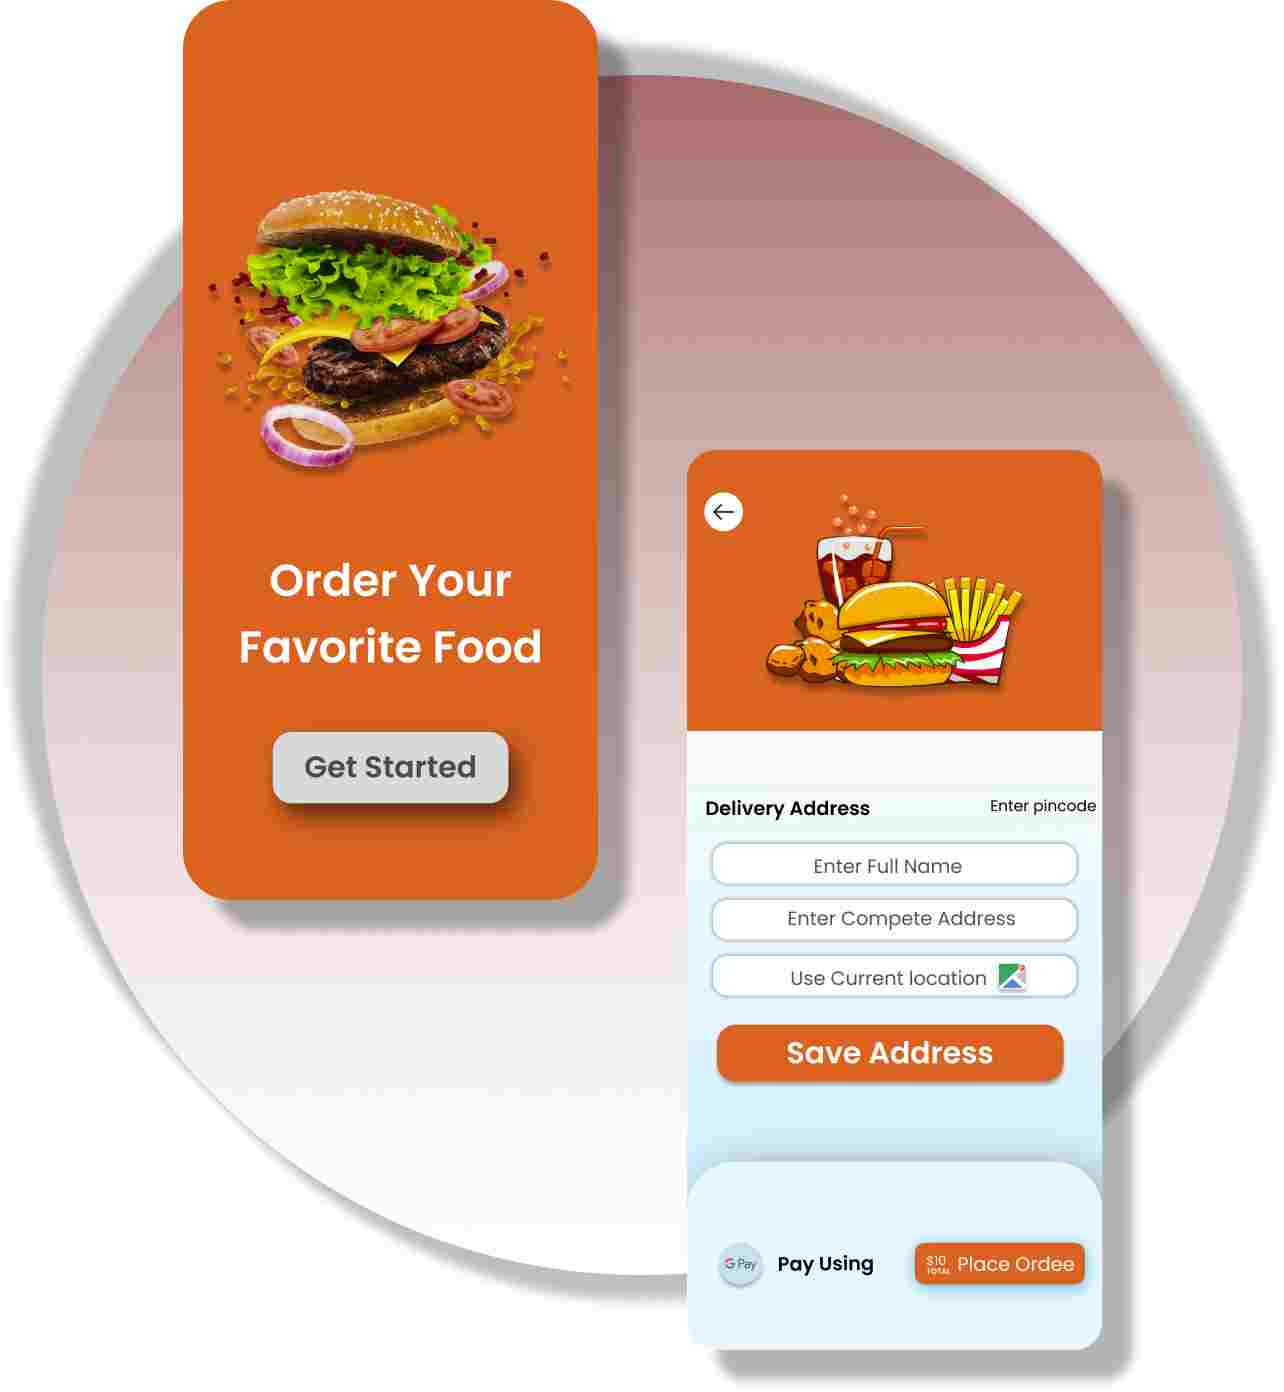 Order Your
Favorite Food
Get Started
Delivery Address
Enter pincode
Enter Full Name
Enter Compete Address
Use Current location
Save Address
G Pay
Pay Using
$10
TOTAL
Place Ordee